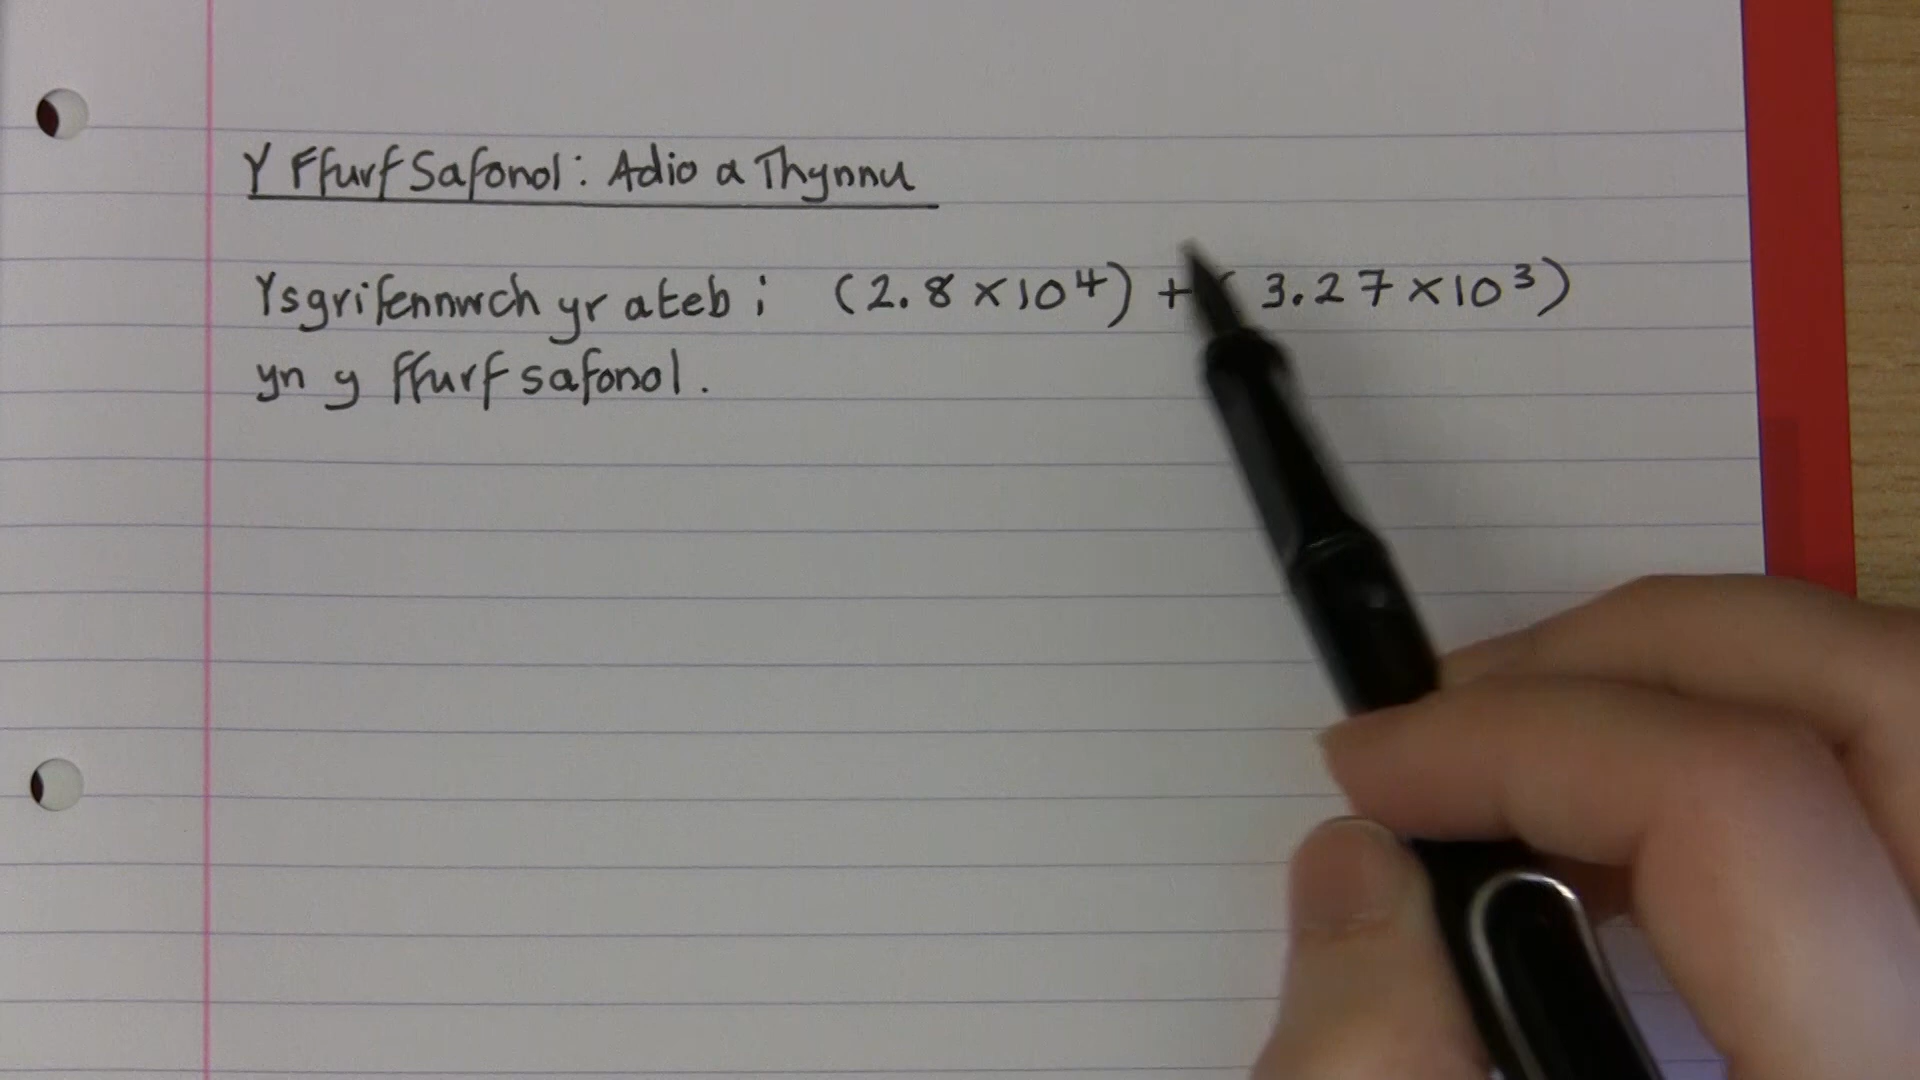 Y Ffurf Safonol: Adio a Thynnu
Ysgrifennwch yr ateb i (2.8 × 10⁴) + ( 3.27 × 10³)
yn y ffurf safonol.